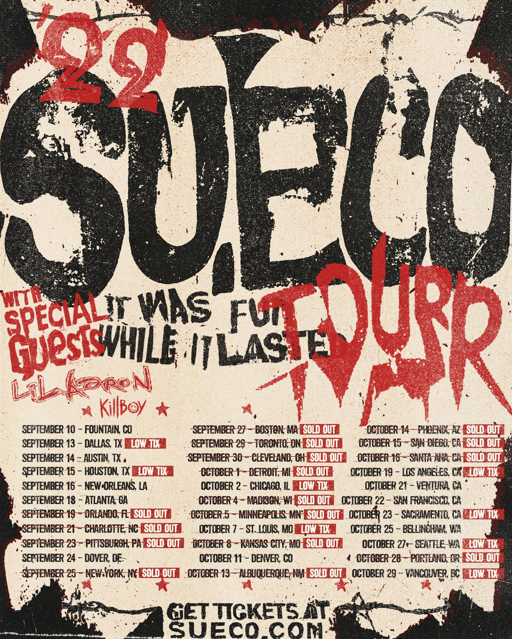 '22
SUECO
WITH
SPECIAL
GUESTS
IT WAS FUN
WHILE IT LASTED
TOURR
LiL AARON
KillBoy
SEPTEMBER 10 - FOUNTAIN, CO
SEPTEMBER 13 - DALLAS, TX LOW TIX
SEPTEMBER 14 - AUSTIN, TX
SEPTEMBER 15 - HOUSTON, TX LOW TIX
SEPTEMBER 16 - NEW ORLEANS, LA
SEPTEMBER 18 - ATLANTA, GA
SEPTEMBER 19 - ORLANDO, FL SOLD OUT
SEPTEMBER 21 - CHARLOTTE, NC SOLD OUT
SEPTEMBER 23 - PITTSBURGH, PA SOLD OUT
SEPTEMBER 24 - DOVER, DE
SEPTEMBER 25 - NEW YORK, NY SOLD OUT
SEPTEMBER 27 - BOSTON, MA SOLD OUT
SEPTEMBER 29 - TORONTO, ON SOLD OUT
SEPTEMBER 30 - CLEVELAND, OH SOLD OUT
OCTOBER 1 - DETROIT, MI SOLD OUT
OCTOBER 2 - CHICAGO, IL LOW TIX
OCTOBER 4 - MADISON, WI SOLD OUT
OCTOBER 5 - MINNEAPOLIS, MN SOLD OUT
OCTOBER 7 - ST. LOUIS, MO LOW TIX
OCTOBER 8 - KANSAS CITY, MO SOLD OUT
OCTOBER 11 - DENVER, CO
OCTOBER 13 - ALBUQUERQUE, NM SOLD OUT
OCTOBER 14 - PHOENIX, AZ SOLD OUT
OCTOBER 15 - SAN DIEGO, CA SOLD OUT
OCTOBER 16 - SANTA ANA, CA SOLD OUT
OCTOBER 19 - LOS ANGELES, CA LOW TIX
OCTOBER 21 - VENTURA, CA
OCTOBER 22 - SAN FRANCISCO, CA
OCTOBER 23 - SACRAMENTO, CA LOW TIX
OCTOBER 25 - BELLINGHAM, WA
OCTOBER 27 - SEATTLE, WA LOW TIX
OCTOBER 28 - PORTLAND, OR SOLD OUT
OCTOBER 29 - VANCOUVER, BC LOW TIX
GET TICKETS AT
SUECO.COM